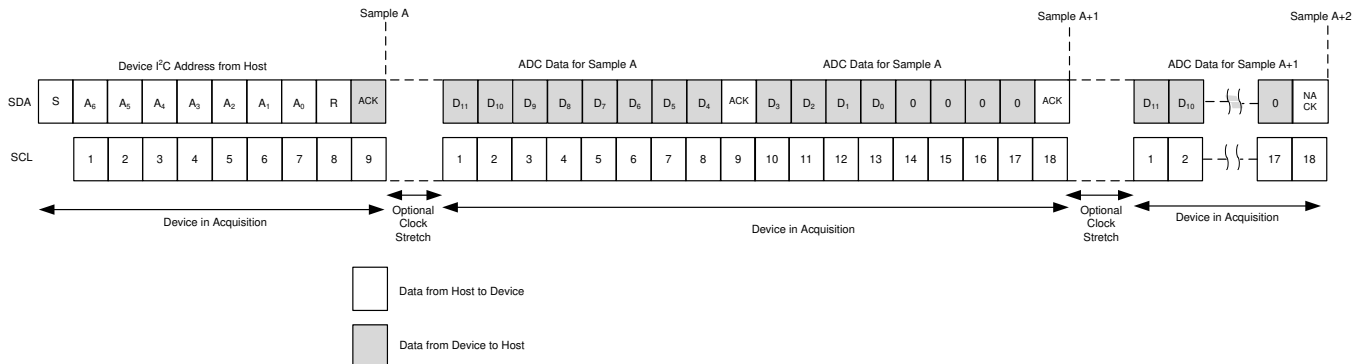 Sample A
Sample A+1
Sample A+2
Device I²C Address from Host
ADC Data for Sample A
ADC Data for Sample A
ADC Data for Sample A+1
SDA S A₆ A₅ A₄ A₃ A₂ A₁ A₀ R ACK D₁₁ D₁₀ D₉ D₈ D₇ D₆ D₅ D₄ ACK D₃ D₂ D₁ D₀ 0 0 0 0 ACK D₁₁ D₁₀ 0 NA CK
SCL 1 2 3 4 5 6 7 8 9 1 2 3 4 5 6 7 8 9 10 11 12 13 14 15 16 17 18 1 2 17 18
Device in Acquisition
Optional
Clock
Stretch
Device in Acquisition
Optional
Clock
Stretch
Device in Acquisition
Data from Host to Device
Data from Device to Host